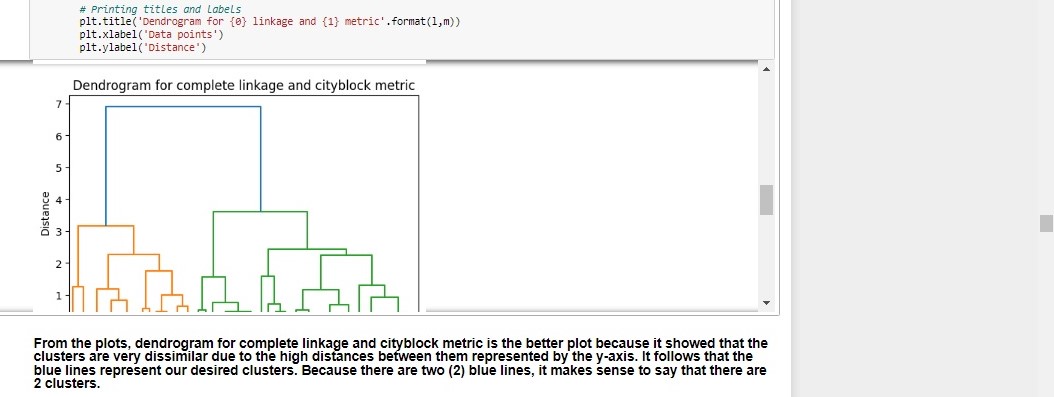 # Printing titles and labels
plt.title('Dendrogram for {0} linkage and {1} metric'.format(l,m))
plt.xlabel('Data points')
plt.ylabel('Distance')
Dendrogram for complete linkage and cityblock metric
7
6
5
4
3
2
1
Distance
From the plots, dendrogram for complete linkage and cityblock metric is the better plot because it showed that the
clusters are very dissimilar due to the high distances between them represented by the y-axis. It follows that the
blue lines represent our desired clusters. Because there are two (2) blue lines, it makes sense to say that there are
2 clusters.